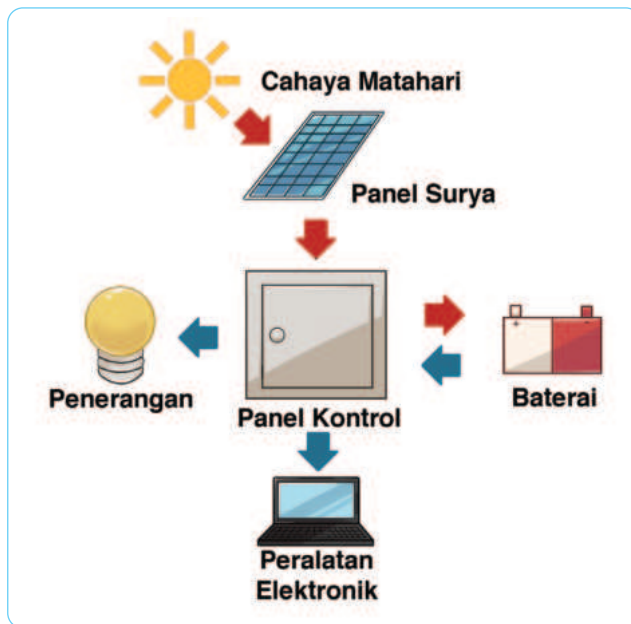 Cahaya Matahari
Panel Surya
Penerangan
Panel Kontrol
Baterai
Peralatan
Elektronik